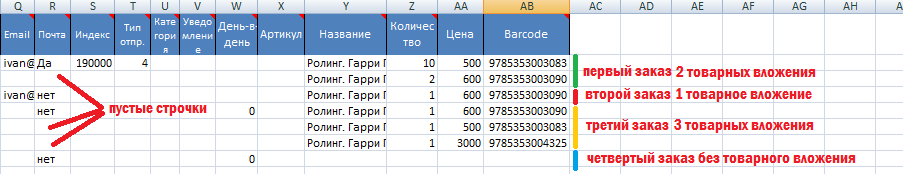 Q R S T U V W X Y Z AA AB AC AD AE AF AG AH AI
Email Почта Индекс Тип отпр. Категория Уведомление День-в день Артикул Название Количество Цена Barcode
ivan@ Да 190000 4 Ролинг. Гарри Г 10 500 9785353003083
2 600 9785353003090
ivan@ нет Ролинг. Гарри Г 1 600 9785353003090
нет 0 Ролинг. Гарри Г 1 600 9785353003090
Ролинг. Гарри Г 1 500 9785353003083
Ролинг. Гарри Г 1 3000 9785353004325
нет 0
пустые строчки
первый заказ 2 товарных вложения
второй заказ 1 товарное вложение
третий заказ 3 товарных вложения
четвертый заказ без товарного вложения